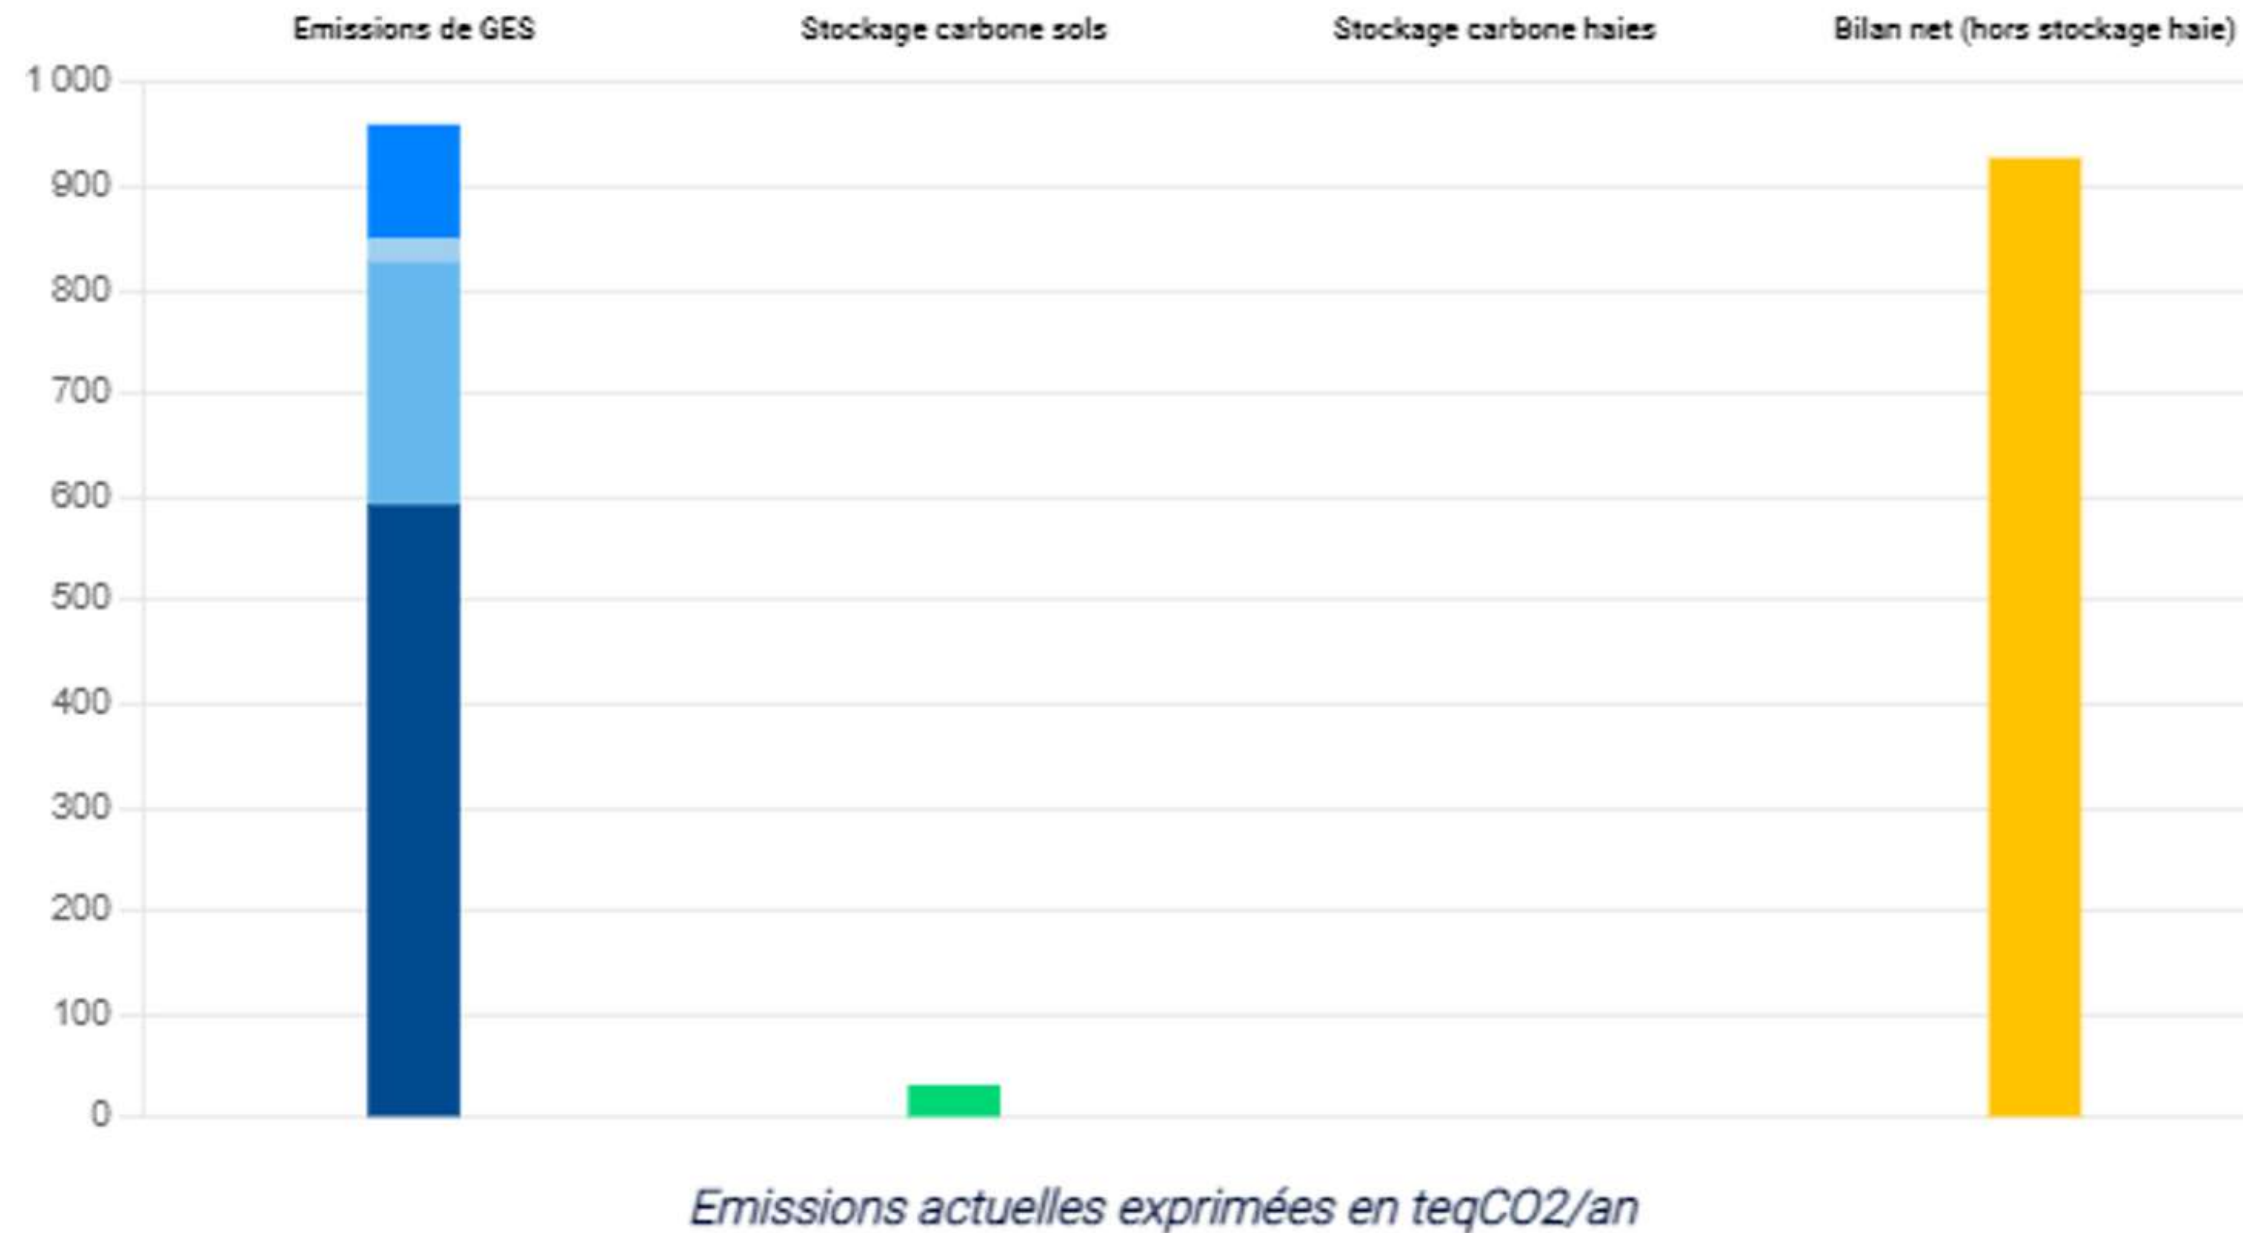 Emissions de GES
Stockage carbone sols
Stockage carbone haies
Bilan net (hors stockage haie)
1 000
900
800
700
600
500
400
300
200
100
0
Emissions actuelles exprimées en teqCO2/an